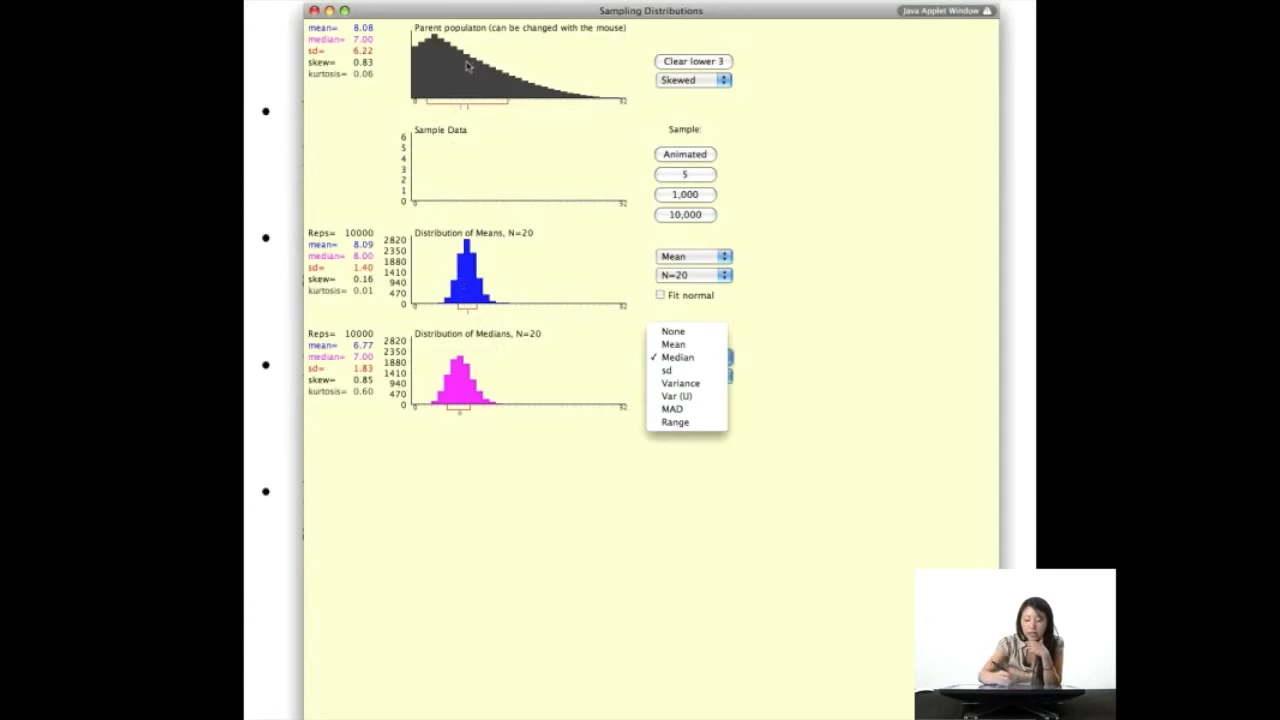 Sampling Distributions
Java Applet Window
mean= 8.08
median= 7.00
sd= 6.22
skew= 0.83
kurtosis= 0.06
Parent populaton (can be changed with the mouse)
0 32
Clear lower 3
Skewed
Sample Data
6
5
4
3
2
1
0
0 32
Sample:
Animated
5
1,000
10,000
Reps= 10000
mean= 8.09
median= 8.00
sd= 1.40
skew= 0.16
kurtosis= 0.01
Distribution of Means, N=20
2820
2350
1880
1410
940
470
0
0 32
Mean
N=20
Fit normal
Reps= 10000
mean= 6.77
median= 7.00
sd= 1.83
skew= 0.85
kurtosis= 0.60
Distribution of Medians, N=20
2820
2350
1880
1410
940
470
0
0 32
None
Mean
✓ Median
sd
Variance
Var (U)
MAD
Range